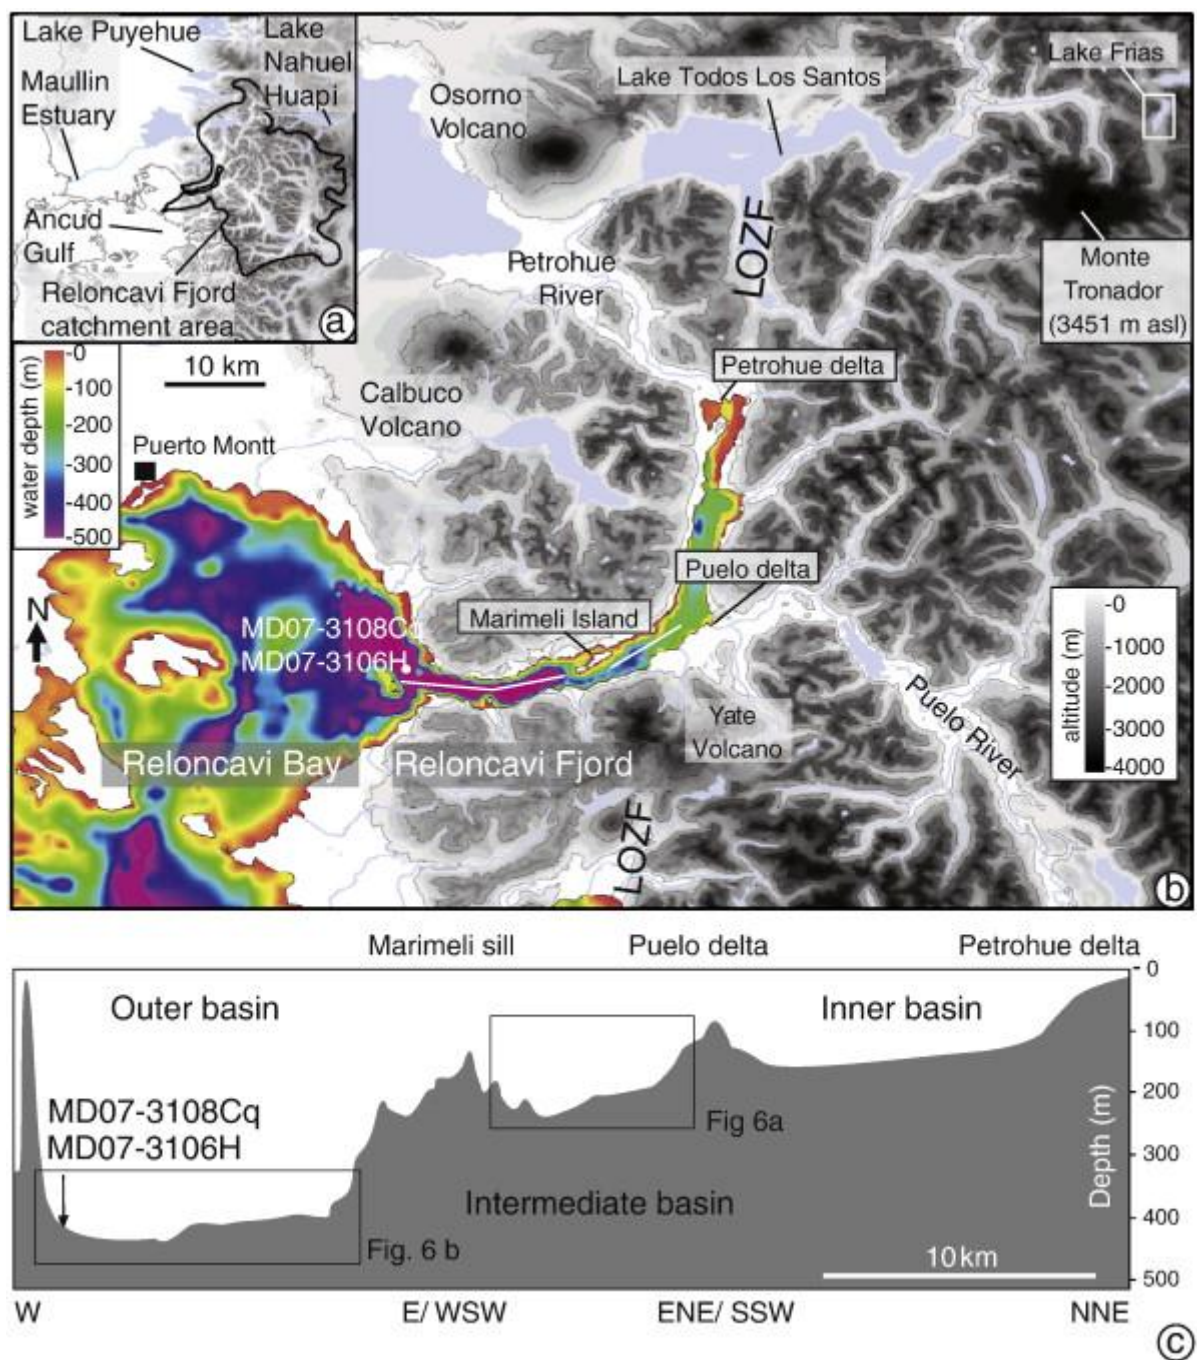 Lake Puyehue
Lake
Nahuel
Huapi
Maullin
Estuary
Ancud
Gulf
Reloncavi Fjord
catchment area
a
Osorno
Volcano
Lake Todos Los Santos
Lake Frias
LOZF
Petrohue
River
Monte
Tronador
(3451 m asl)
water depth (m)
-0
-100
-200
-300
-400
-500
10 km
Calbuco
Volcano
Petrohue delta
Puerto Montt
Puelo delta
Marimeli Island
N
MD07-3108Cq
MD07-3106H
altitude (m)
-0
-1000
-2000
-3000
-4000
Puelo River
Yate
Volcano
Reloncavi Bay
Reloncavi Fjord
LOZF
b
Marimeli sill
Puelo delta
Petrohue delta
Outer basin
Inner basin
MD07-3108Cq
MD07-3106H
Fig 6a
Intermediate basin
Fig. 6 b
10 km
Depth (m)
0
100
200
300
400
500
W
E/ WSW
ENE/ SSW
NNE
c